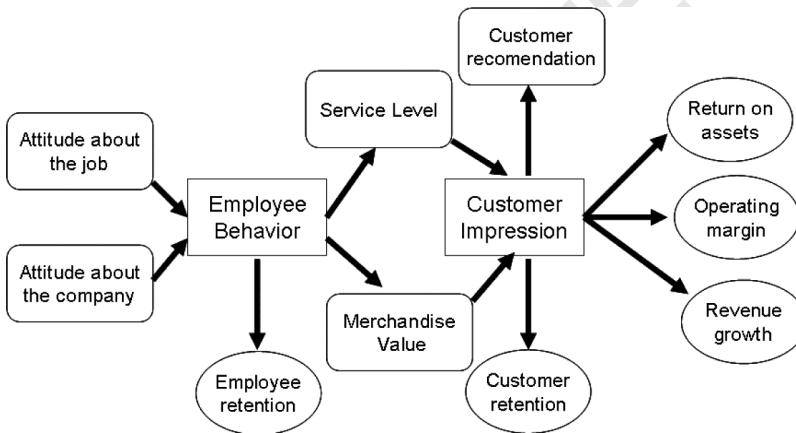 Customer
recomendation
Service Level
Attitude about
the job
Return on
assets
Employee
Behavior
Customer
Impression
Operating
margin
Attitude about
the company
Merchandise
Value
Revenue
growth
Employee
retention
Customer
retention